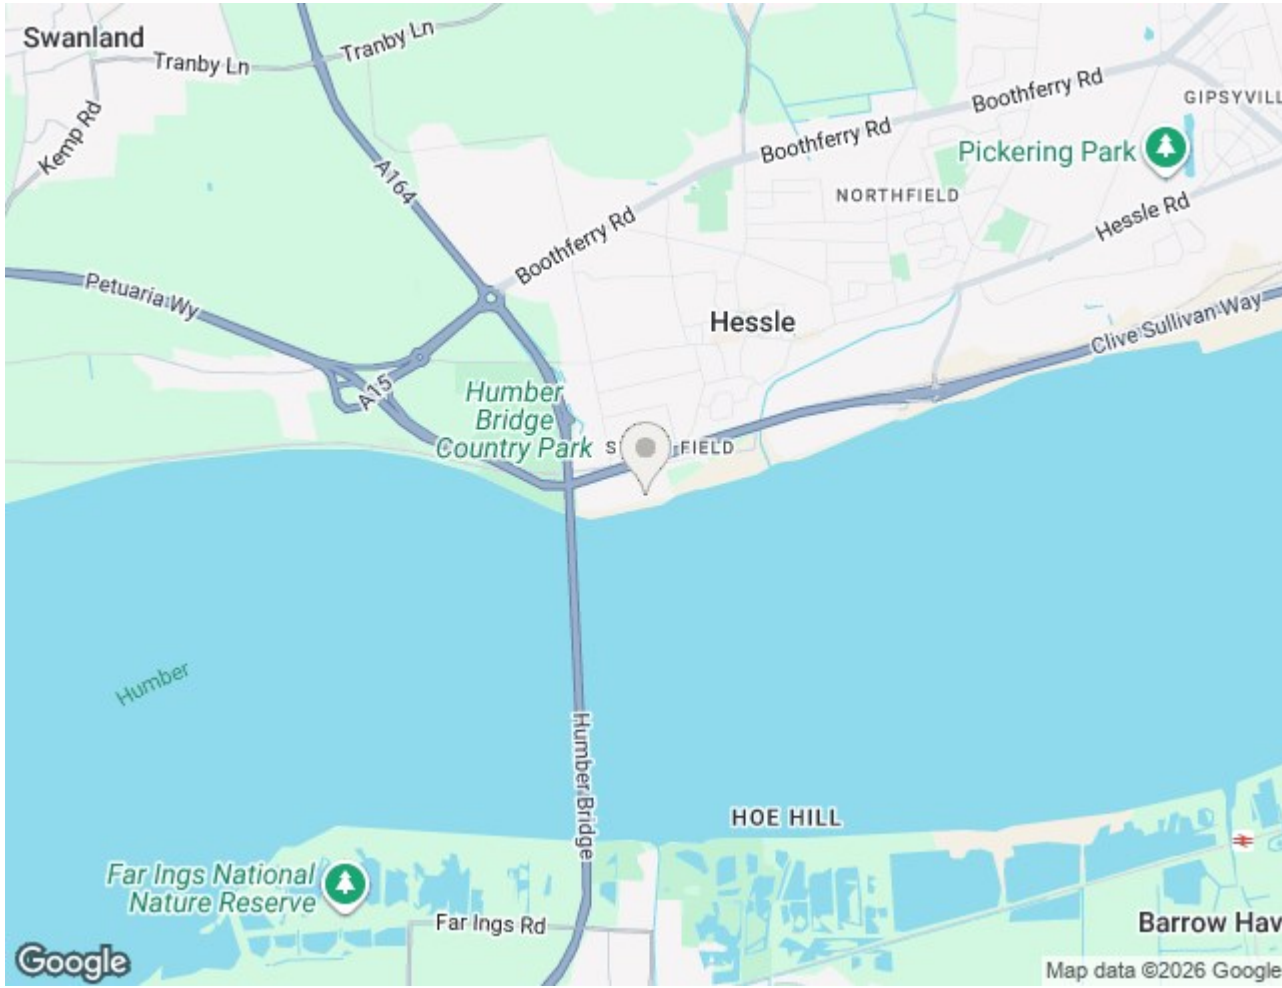 Swanland
Tranby Ln
Tranby Ln
Kemp Rd
A164
Boothferry Rd
Boothferry Rd
Boothferry Rd
GIPSYVILL
Pickering Park
NORTHFIELD
Hessle Rd
Petuaria Wy
Hessle
Clive Sullivan Way
A15
Humber
Bridge
Country Park
S FIELD
Humber
Humber Bridge
HOE HILL
Far Ings National
Nature Reserve
Far Ings Rd
Barrow Hav
Google
Map data ©2026 Google